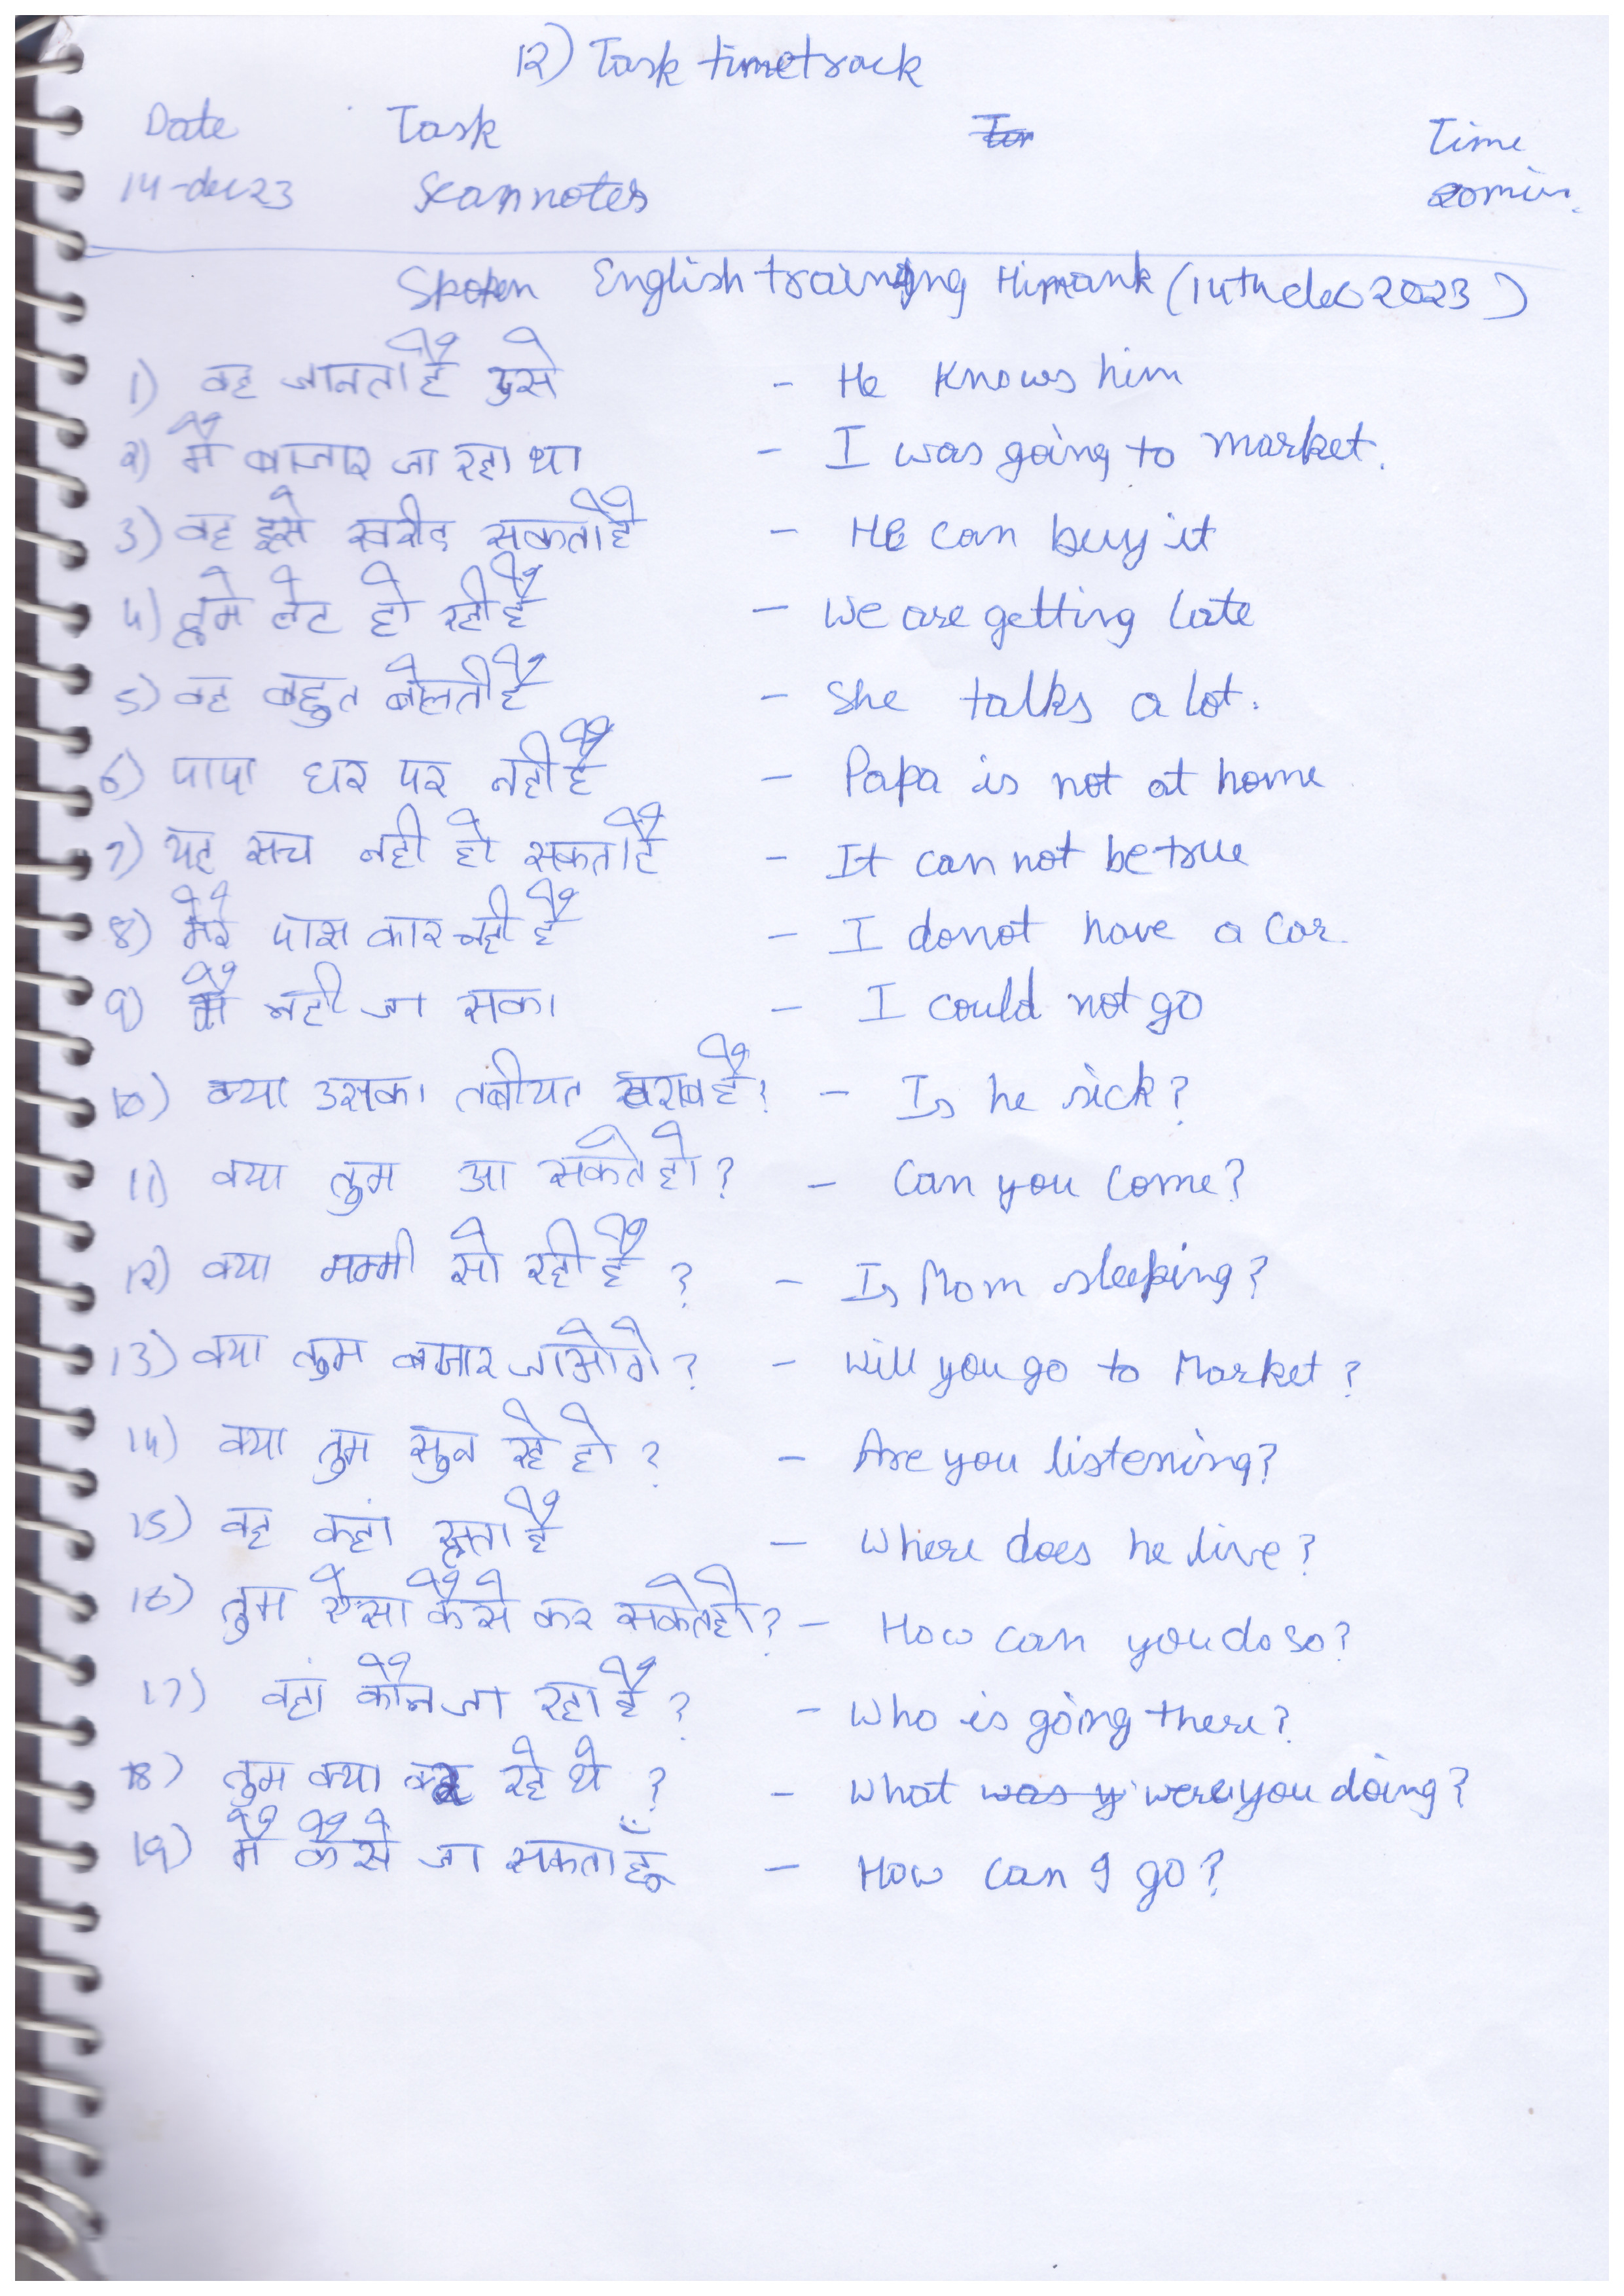 12) Task timetrack
Date Task Time
14-dec23 Scan notes 20min.
Spoken English training Himank (14th dec 2023)
1) वह जानता है उसे - He knows him
2) मै बाजार जा रहा था - I was going to market.
3) वह इसे खरीद सकता है - He can buy it
4) हमे लेट हो रही है - We are getting late
5) वह बहुत बोलती है - She talks a lot.
6) पापा घर पर नही है - Papa is not at home
7) यह सच नही हो सकता है - It can not be true
8) मेरे पास कार नही है - I donot have a car.
9) मै नही जा सका - I could not go
10) क्या उसका तबीयत खराब है? - Is he sick?
11) क्या तुम आ सकते हो? - Can you come?
12) क्या मम्मी सो रही है? - Is Mom sleeping?
13) क्या तुम बाजार जाओगे? - Will you go to Market?
14) क्या तुम सुन रहे हो? - Are you listening?
15) वह कहां रहता है - Where does he live?
16) तुम ऐसा कैसे कर सकते हो? - How can you do so?
17) वहां कौन जा रहा है? - Who is going there?
18) तुम क्या कर रहे थे? - What was y were you doing?
19) मै कैसे जा सकता हूँ - How can I go?